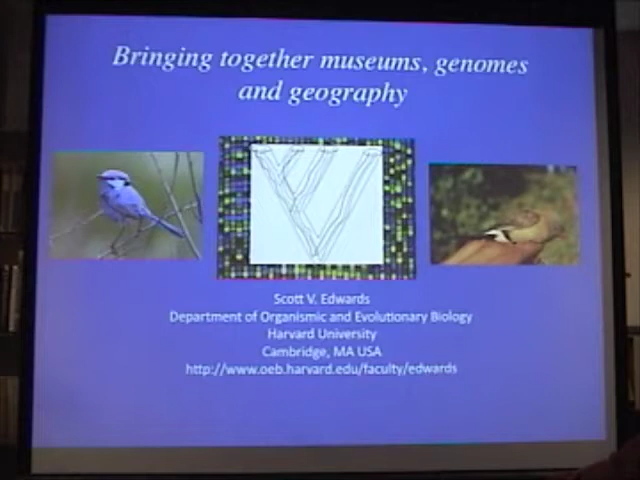 Bringing together museums, genomes
and geography
Scott V. Edwards
Department of Organismic and Evolutionary Biology
Harvard University
Cambridge, MA USA
http://www.oeb.harvard.edu/faculty/edwards